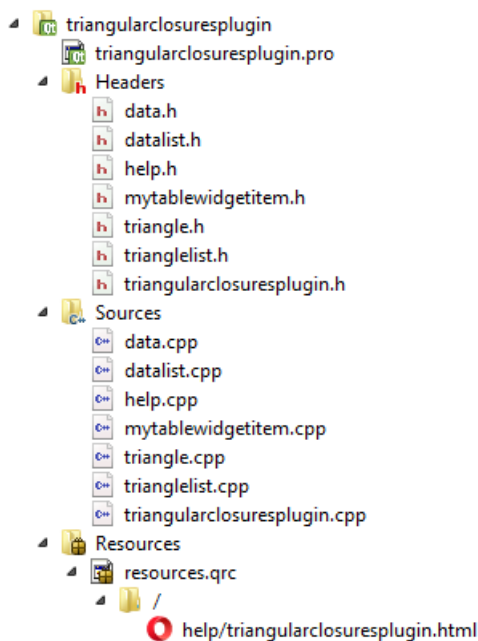 triangularclosuresplugin
triangularclosuresplugin.pro
Headers
data.h
datalist.h
help.h
mytablewidgetitem.h
triangle.h
trianglelist.h
triangularclosuresplugin.h
Sources
data.cpp
datalist.cpp
help.cpp
mytablewidgetitem.cpp
triangle.cpp
trianglelist.cpp
triangularclosuresplugin.cpp
Resources
resources.qrc
/
help/triangularclosuresplugin.html